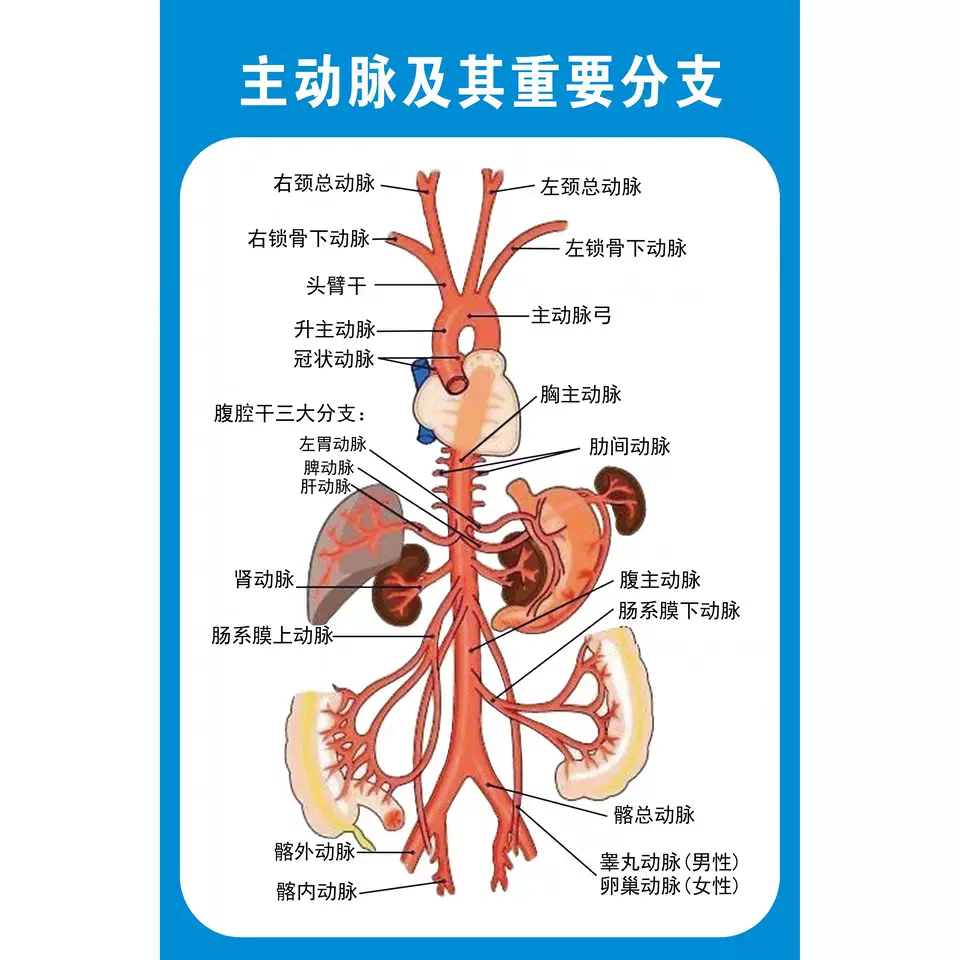 主动脉及其重要分支
右颈总动脉
左颈总动脉
右锁骨下动脉
左锁骨下动脉
头臂干
主动脉弓
升主动脉
冠状动脉
胸主动脉
腹腔干三大分支：
左胃动脉
肋间动脉
脾动脉
肝动脉
肾动脉
腹主动脉
肠系膜下动脉
肠系膜上动脉
髂总动脉
髂外动脉
睾丸动脉(男性)
髂内动脉
卵巢动脉(女性)